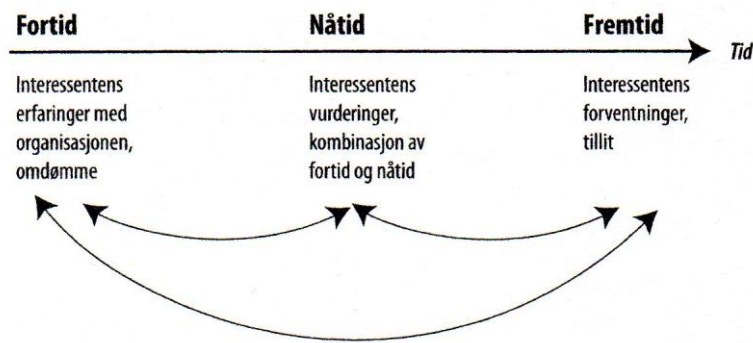 Fortid
Nåtid
Fremtid
Tid
Interessentens
erfaringer med
organisasjonen,
omdømme
Interessentens
vurderinger,
kombinasjon av
fortid og nåtid
Interessentens
forventninger,
tillit